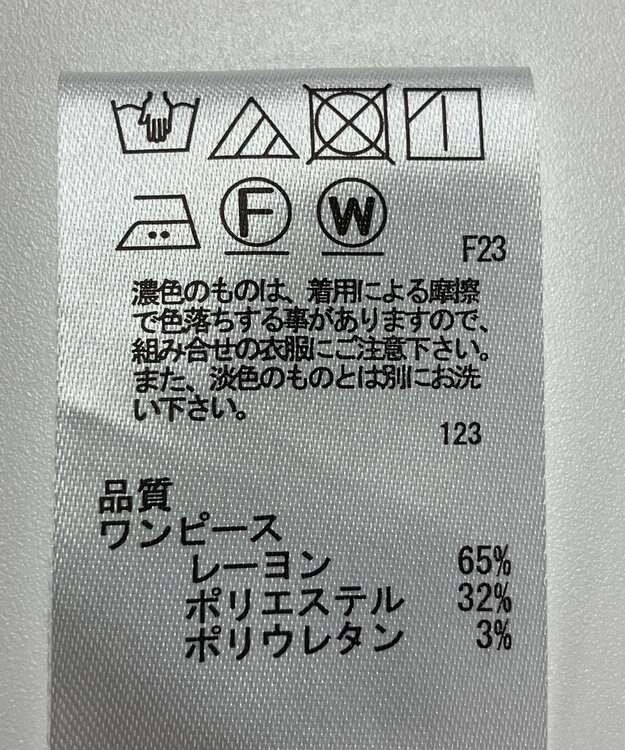 F W F23
濃色のものは、着用による摩擦
で色落ちする事がありますので、
組み合せの衣服にご注意下さい。
また、淡色のものとは別にお洗
い下さい。
123
品質
ワンピース
レーヨン 65%
ポリエステル 32%
ポリウレタン 3%